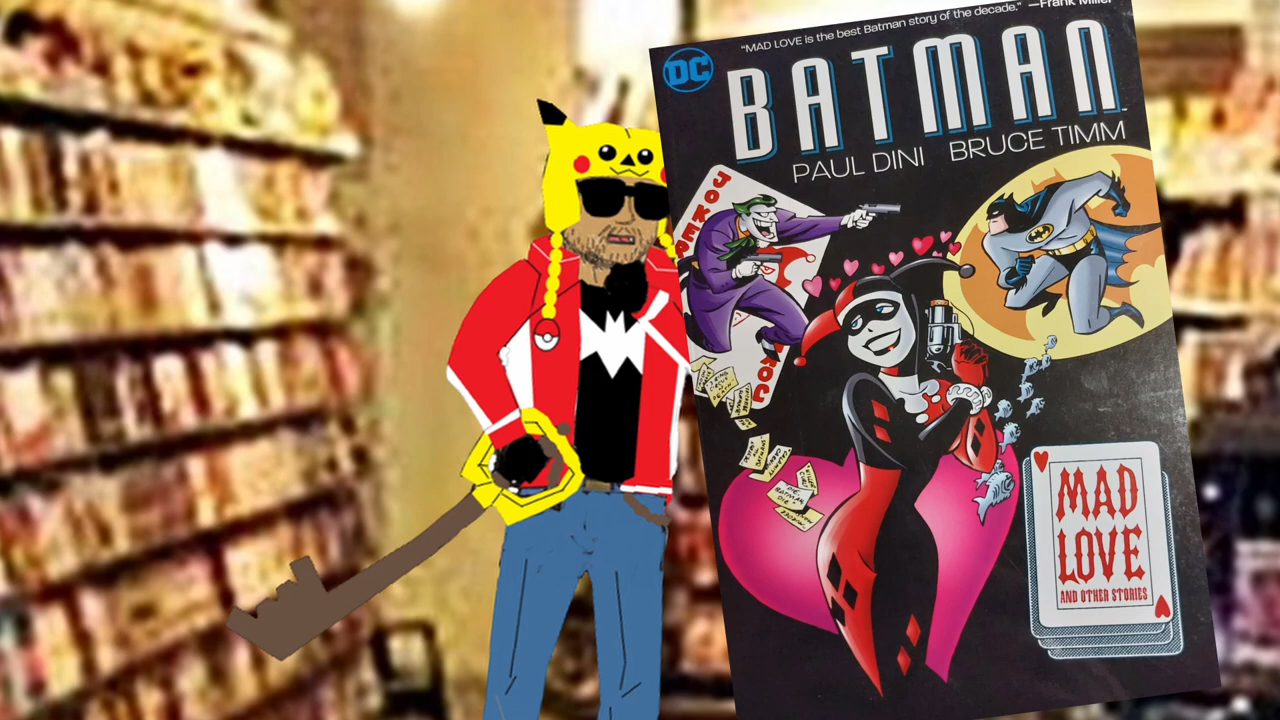 "MAD LOVE is the best Batman story of the decade." —Frank Miller
DC
BATMAN
PAUL DINI BRUCE TIMM
JOKER
MAD
LOVE
AND OTHER STORIES